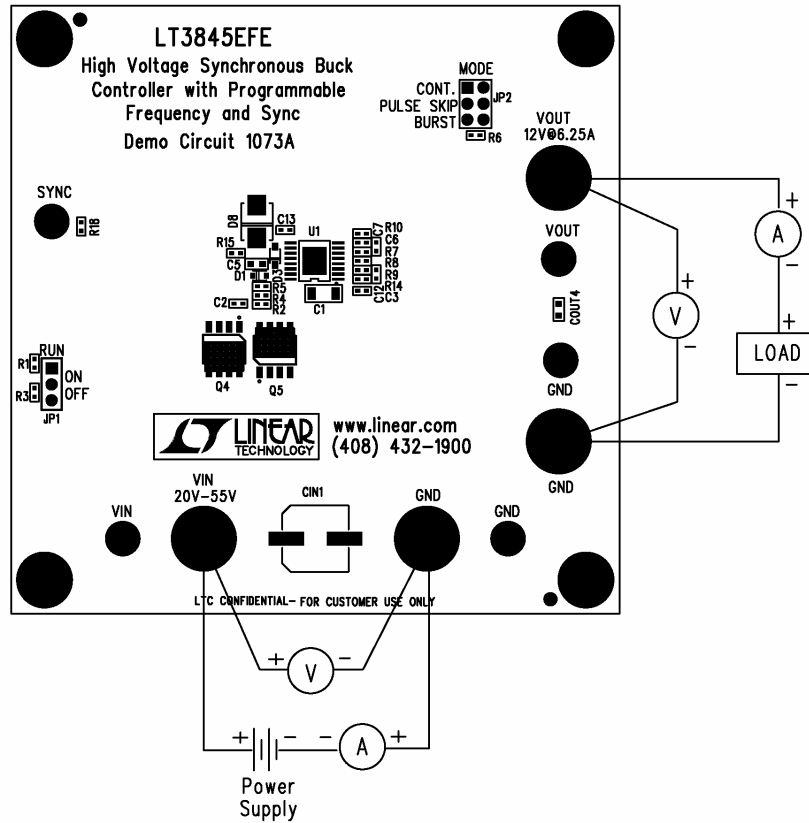 LT3845EFE
High Voltage Synchronous Buck
Controller with Programmable
Frequency and Sync
Demo Circuit 1073A
MODE
CONT.
PULSE SKIP
BURST
JP2
R6
VOUT
12V@6.25A
SYNC
R18
D8
C13
U1
C7
R10
C6
R7
R8
R9
R14
C12
C3
R15
C5
D1
D3
R5
R4
R2
C2
C1
VOUT
COUT4
GND
+
A
-
+
V
-
+
LOAD
-
RUN
R1
ON
OFF
R3
JP1
Q4
Q5
LINEAR
TECHNOLOGY
www.linear.com
(408) 432-1900
GND
VIN
20V-55V
CIN1
GND
VIN
GND
LTC CONFIDENTIAL- FOR CUSTOMER USE ONLY
+ V -
+ - - A +
Power
Supply